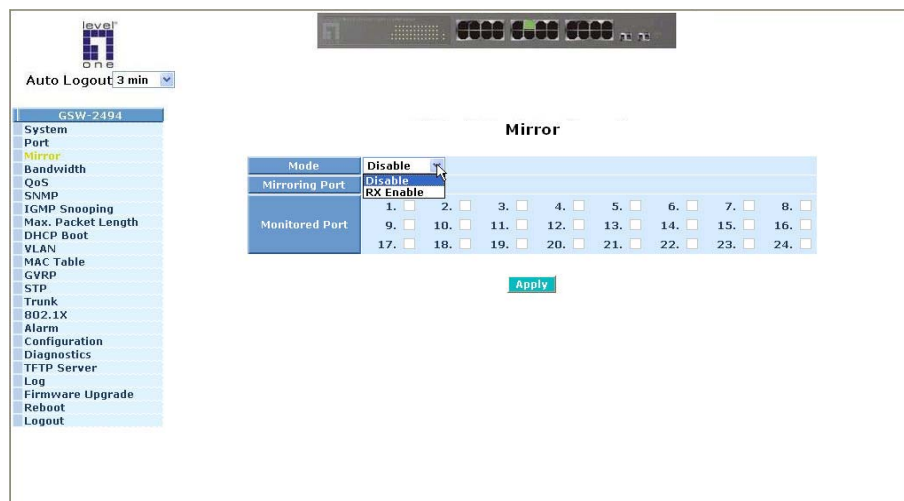 level
one
Auto Logout 3 min
GSW-2494
System
Port
Mirror
Bandwidth
QoS
SNMP
IGMP Snooping
Max. Packet Length
DHCP Boot
VLAN
MAC Table
GVRP
STP
Trunk
802.1X
Alarm
Configuration
Diagnostics
TFTP Server
Log
Firmware Upgrade
Reboot
Logout
Mirror
Mode Disable
Mirroring Port Disable
RX Enable
Monitored Port
1. 2. 3. 4. 5. 6. 7. 8.
9. 10. 11. 12. 13. 14. 15. 16.
17. 18. 19. 20. 21. 22. 23. 24.
Apply